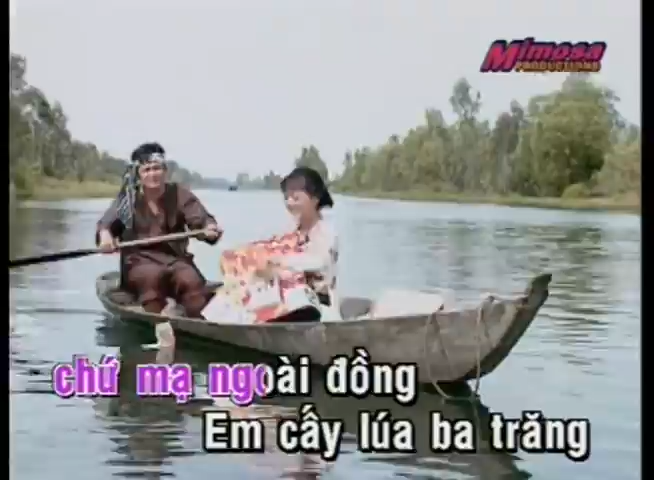 Mimosa
PRODUCTIONS
chứ mạ ngoài đồng
Em cấy lúa ba trăng